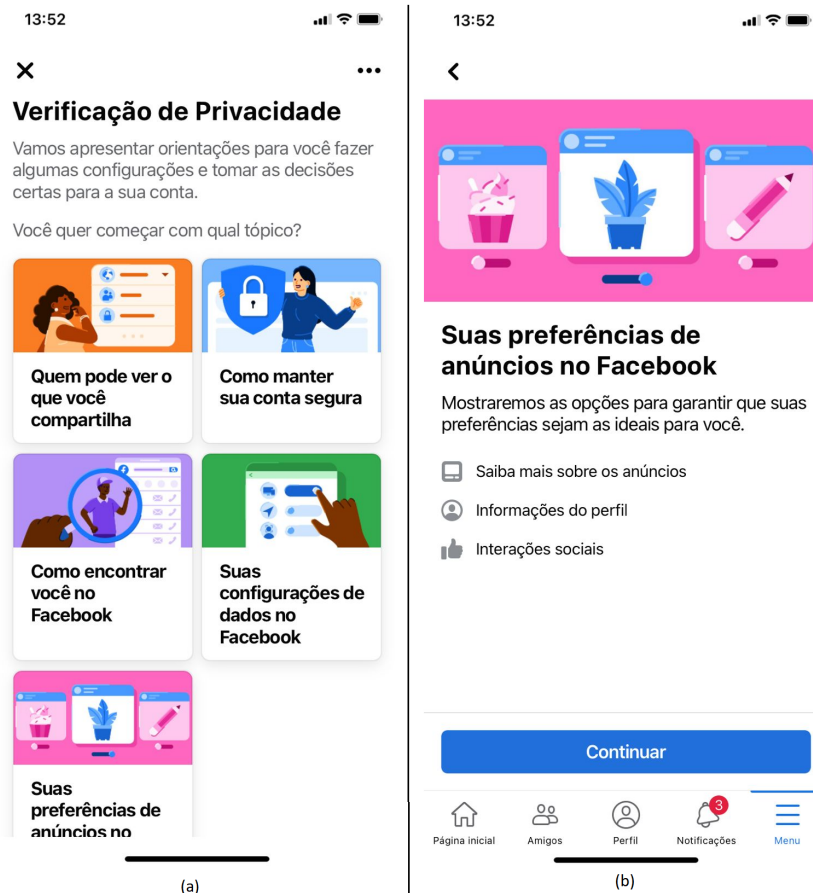 13:52
Verificação de Privacidade
Vamos apresentar orientações para você fazer
algumas configurações e tomar as decisões
certas para a sua conta.
Você quer começar com qual tópico?
Quem pode ver o
que você
compartilha
Como manter
sua conta segura
Como encontrar
você no
Facebook
Suas
configurações de
dados no
Facebook
Suas
preferências de
anúncios no
(a)
13:52
Suas preferências de
anúncios no Facebook
Mostraremos as opções para garantir que suas
preferências sejam as ideais para você.
Saiba mais sobre os anúncios
Informações do perfil
Interações sociais
Continuar
3
Página inicial
Amigos
Perfil
Notificações
Menu
(b)